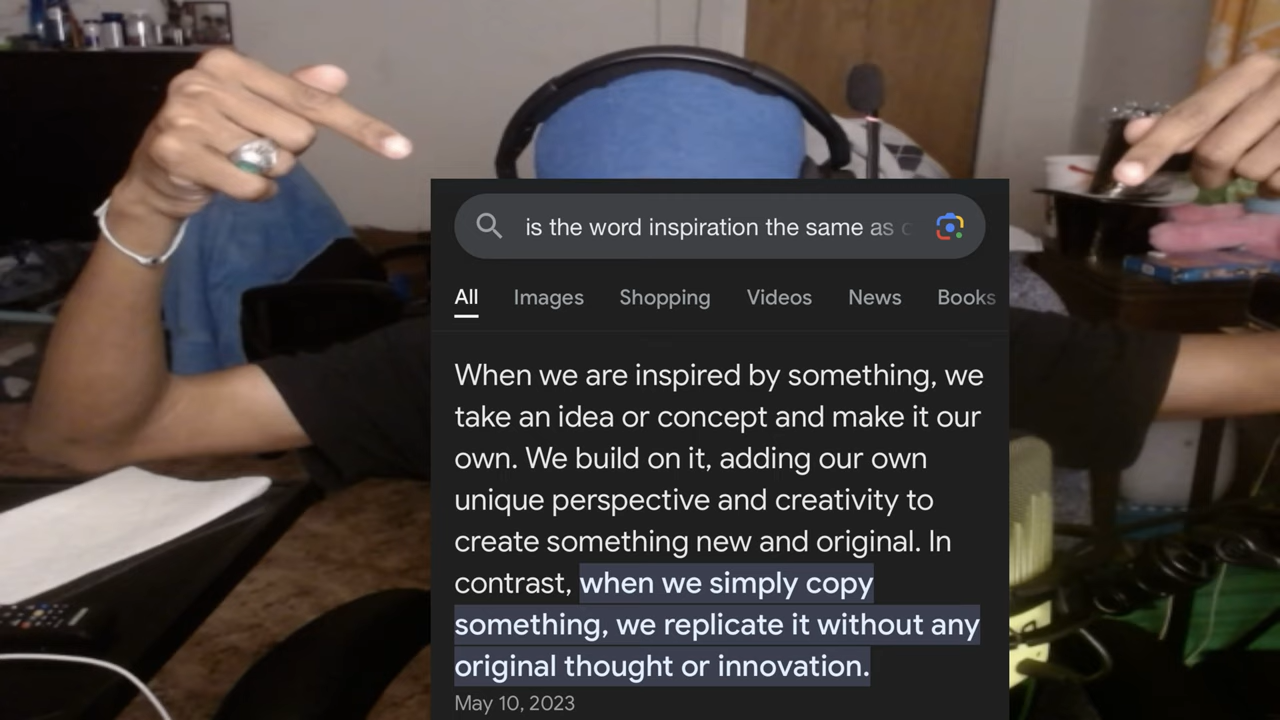 is the word inspiration the same as
All Images Shopping Videos News Books
When we are inspired by something, we
take an idea or concept and make it our
own. We build on it, adding our own
unique perspective and creativity to
create something new and original. In
contrast, when we simply copy
something, we replicate it without any
original thought or innovation.
May 10, 2023